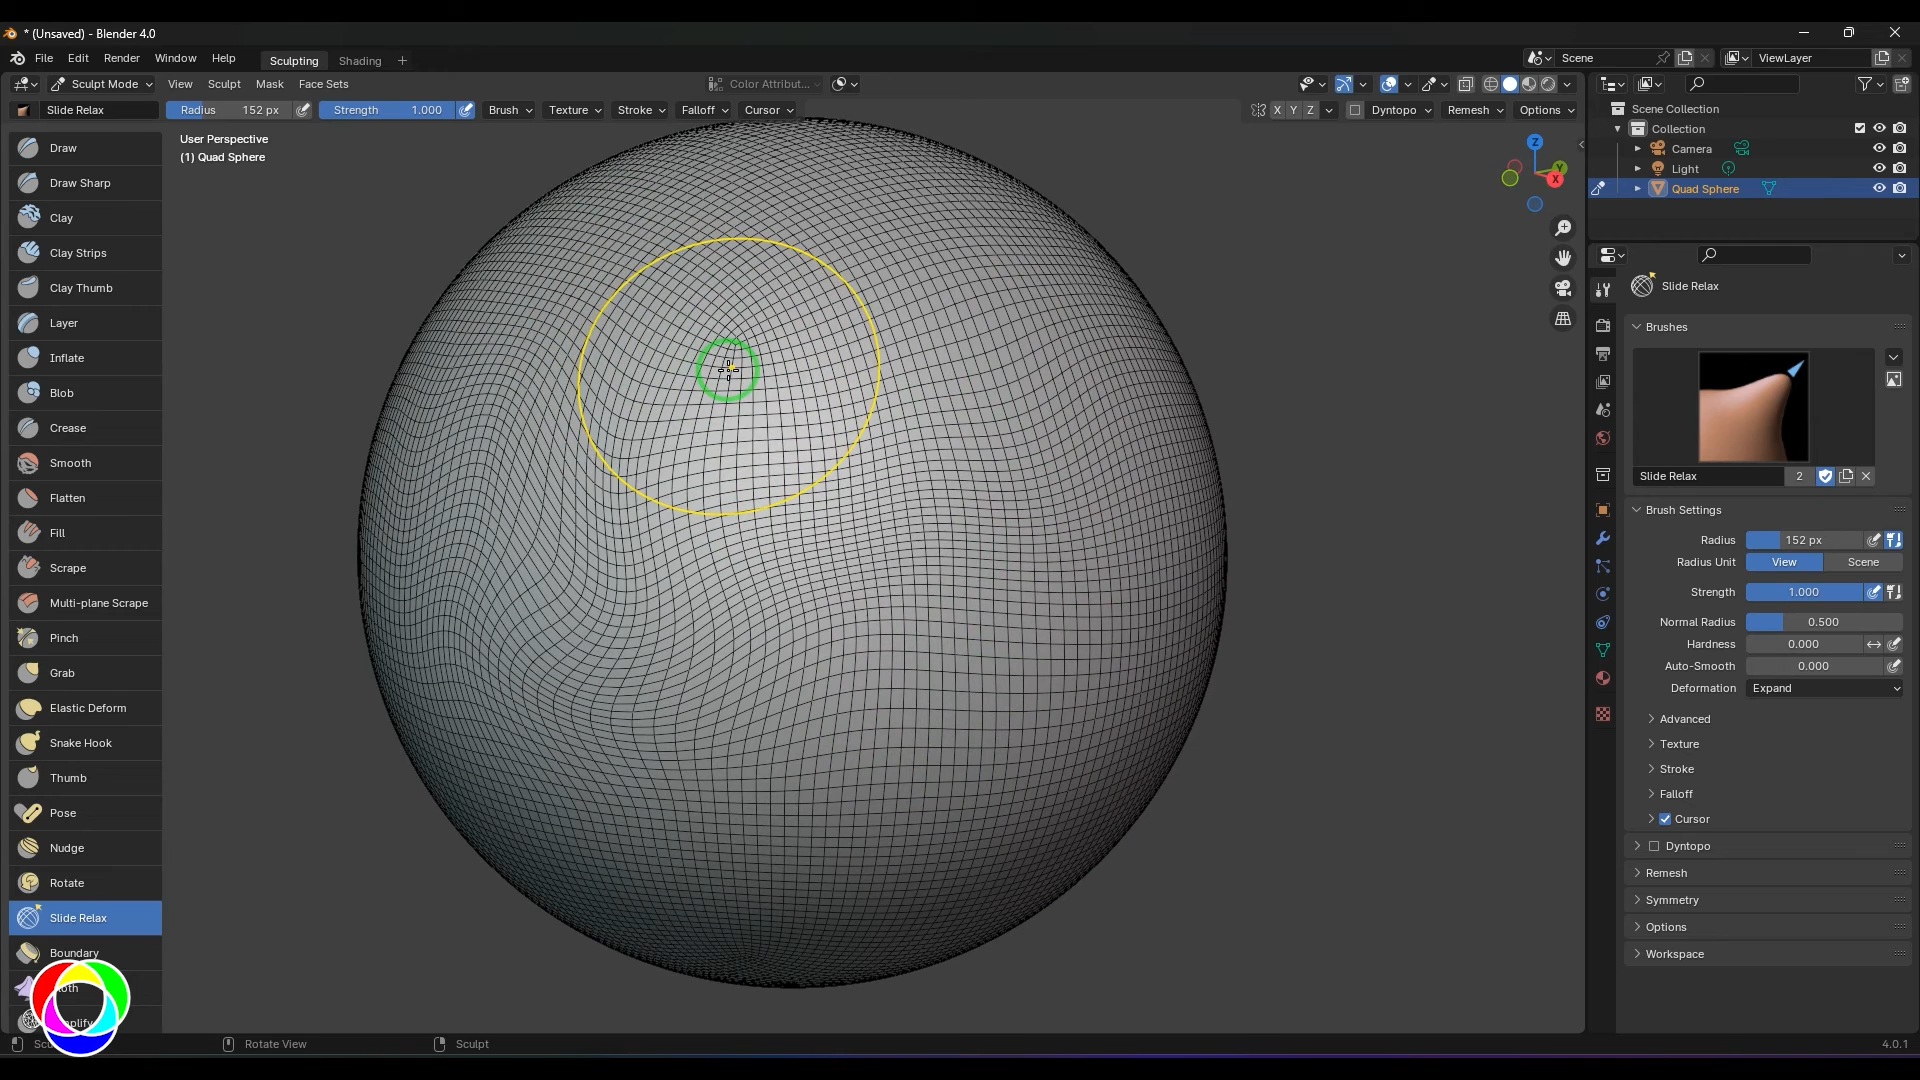 * (Unsaved) - Blender 4.0
File Edit Render Window Help Sculpting Shading + Scene ViewLayer
Sculpt Mode View Sculpt Mask Face Sets Color Attribut...
Slide Relax Radius 152 px Strength 1.000 Brush Texture Stroke Falloff Cursor X Y Z Dyntopo Remesh Options
User Perspective
(1) Quad Sphere
Z
Y
X
Draw
Draw Sharp
Clay
Clay Strips
Clay Thumb
Layer
Inflate
Blob
Crease
Smooth
Flatten
Fill
Scrape
Multi-plane Scrape
Pinch
Grab
Elastic Deform
Snake Hook
Thumb
Pose
Nudge
Rotate
Slide Relax
Boundary
Scene Collection
Collection
Camera
Light
Quad Sphere
Slide Relax
Brushes
Slide Relax 2
Brush Settings
Radius 152 px
Radius Unit View Scene
Strength 1.000
Normal Radius 0.500
Hardness 0.000
Auto-Smooth 0.000
Deformation Expand
Advanced
Texture
Stroke
Falloff
Cursor
Dyntopo
Remesh
Symmetry
Options
Workspace
Rotate View Sculpt 4.0.1